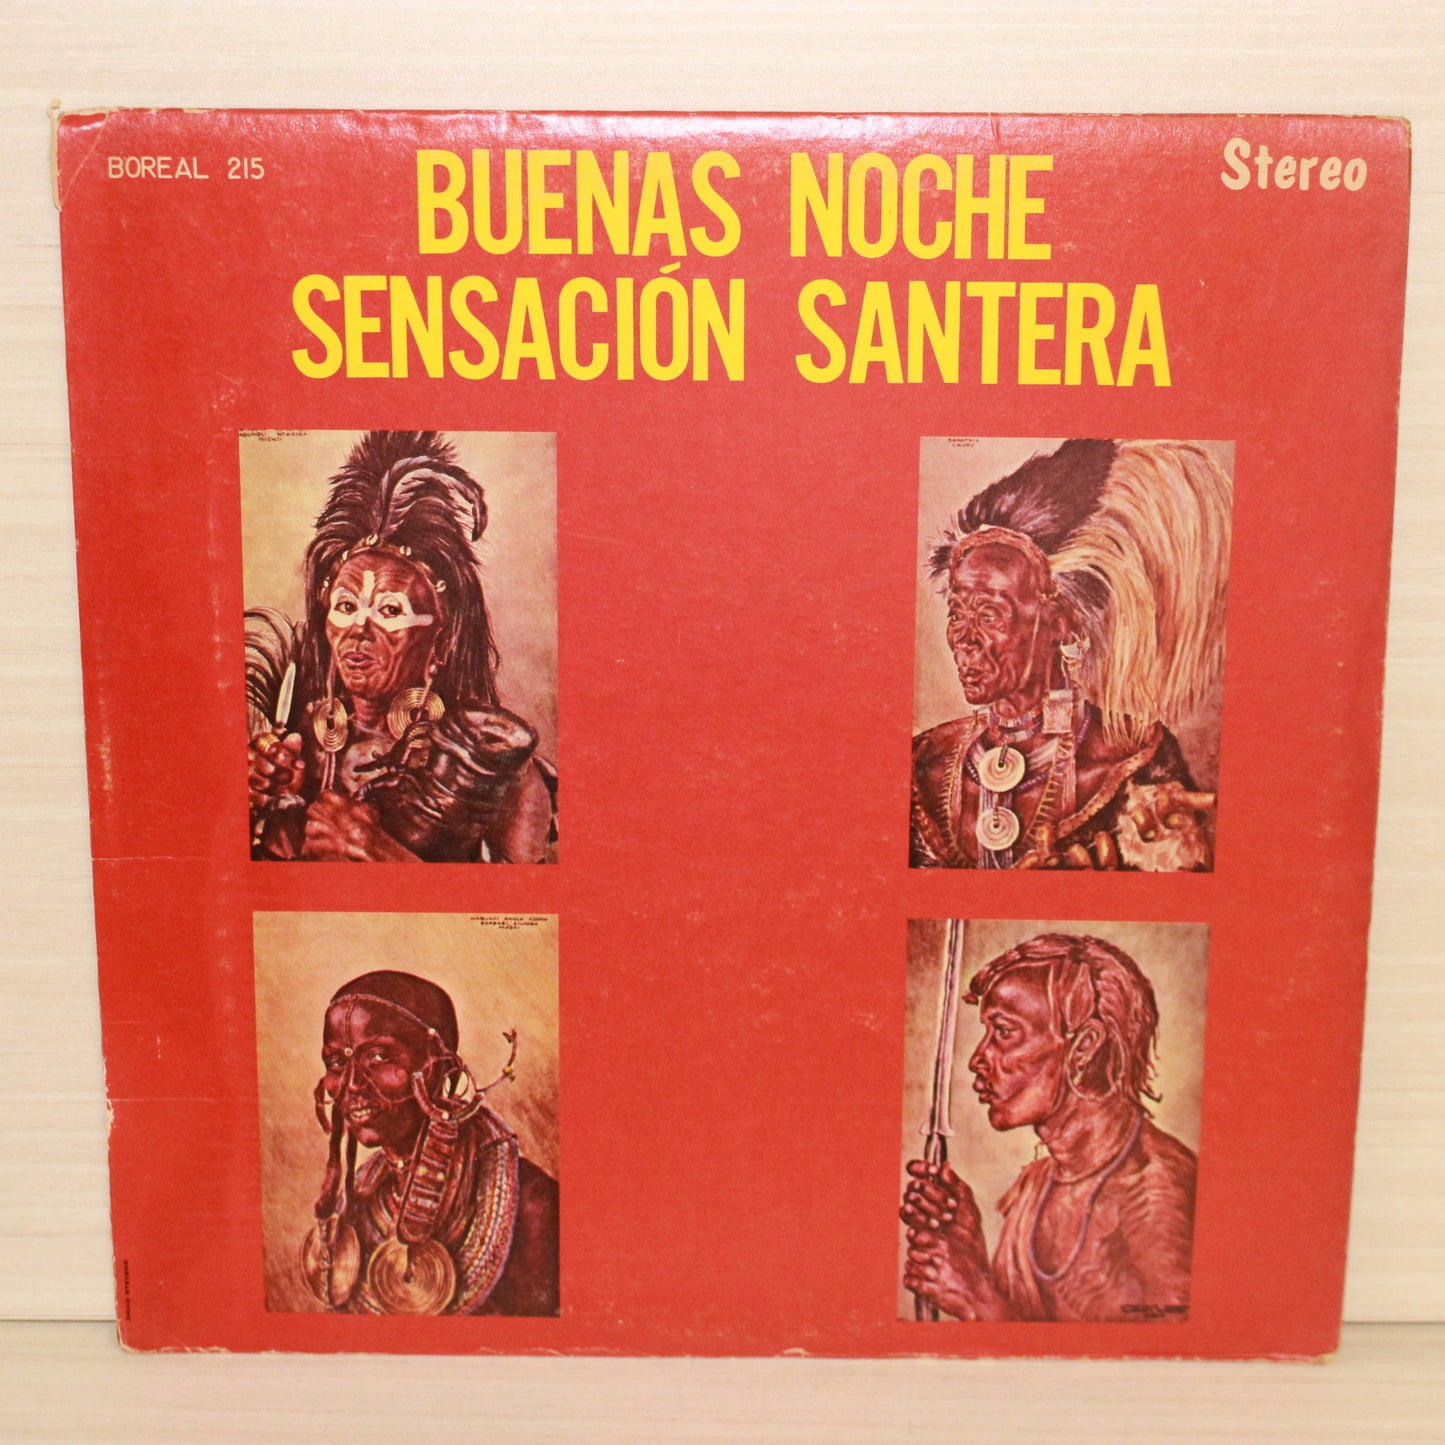 BOREAL 215
Stereo
BUENAS NOCHE
SENSACIÓN SANTERA